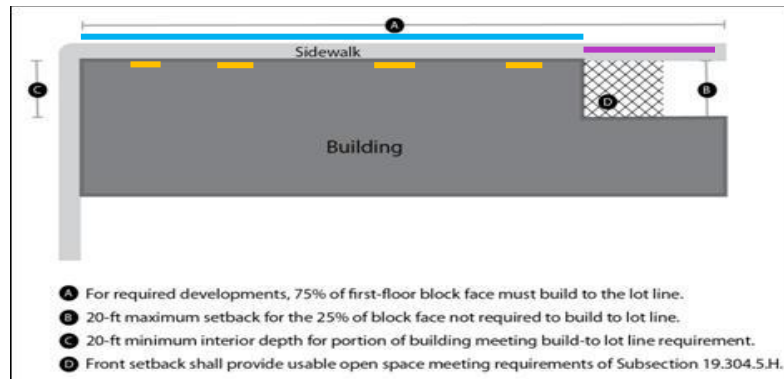 A
Sidewalk
C
D
B
Building
A For required developments, 75% of first-floor block face must build to the lot line.
B 20-ft maximum setback for the 25% of block face not required to build to lot line.
C 20-ft minimum interior depth for portion of building meeting build-to lot line requirement.
D Front setback shall provide usable open space meeting requirements of Subsection 19.304.5.H.